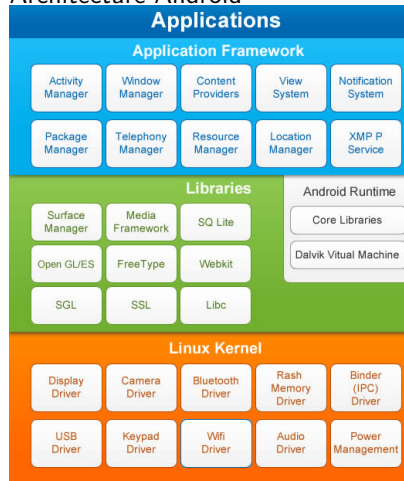 Architecture Android
Applications
Application Framework
Activity
Manager
Window
Manager
Content
Providers
View
System
Notification
System
Package
Manager
Telephony
Manager
Resource
Manager
Location
Manager
XMP P
Service
Libraries
Surface
Manager
Media
Framework
SQ Lite
Open GL/ES
FreeType
Webkit
SGL
SSL
Libc
Android Runtime
Core Libraries
Dalvik Vitual Machine
Linux Kernel
Display
Driver
Camera
Driver
Bluetooth
Driver
Rash
Memory
Driver
Binder
(IPC)
Driver
USB
Driver
Keypad
Driver
Wifi
Driver
Audio
Driver
Power
Management